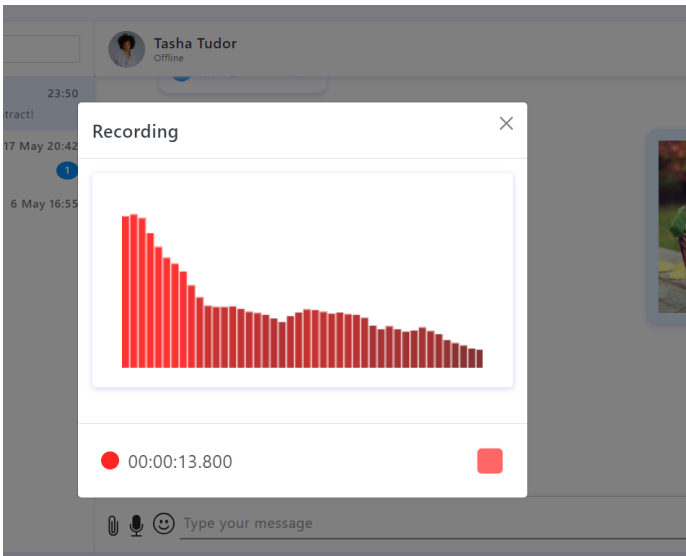 Tasha Tudor
Offline
23:50
tract!
17 May 20:42
1
6 May 16:55
Recording
00:00:13.800
Type your message